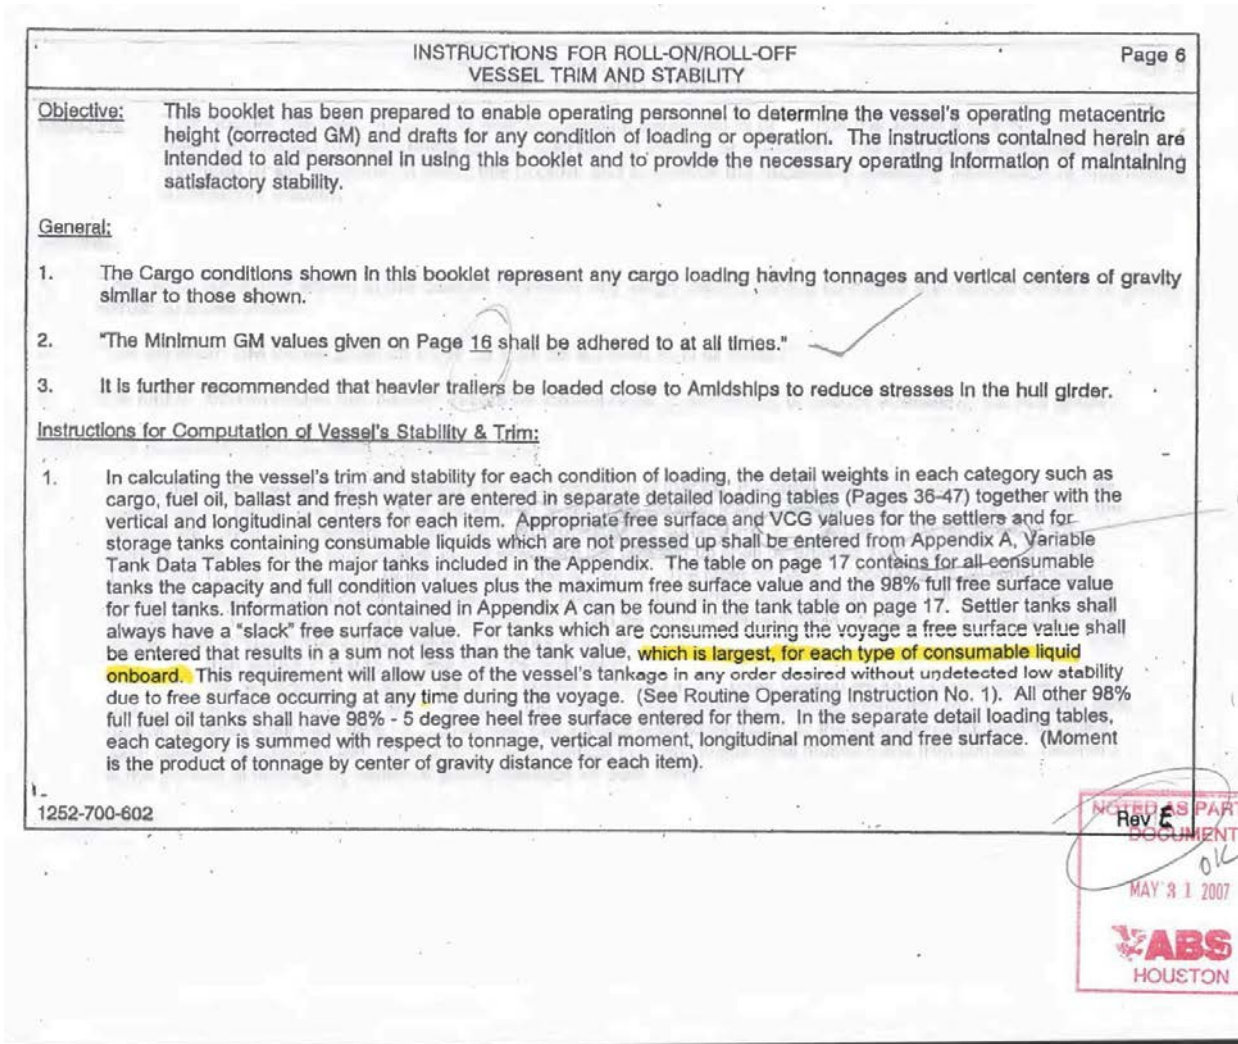 INSTRUCTIONS FOR ROLL-ON/ROLL-OFF
VESSEL TRIM AND STABILITY
Page 6
Objective: This booklet has been prepared to enable operating personnel to determine the vessel's operating metacentric
height (corrected GM) and drafts for any condition of loading or operation. The instructions contained herein are
intended to aid personnel in using this booklet and to provide the necessary operating information of maintaining
satisfactory stability.
General:
1. The Cargo conditions shown in this booklet represent any cargo loading having tonnages and vertical centers of gravity
similar to those shown.
2. "The Minimum GM values given on Page 16 shall be adhered to at all times."
3. It is further recommended that heavier trailers be loaded close to Amidships to reduce stresses in the hull girder.
Instructions for Computation of Vessel's Stability & Trim:
1. In calculating the vessel's trim and stability for each condition of loading, the detail weights in each category such as
cargo, fuel oil, ballast and fresh water are entered in separate detailed loading tables (Pages 36-47) together with the
vertical and longitudinal centers for each item. Appropriate free surface and VCG values for the settlers and for
storage tanks containing consumable liquids which are not pressed up shall be entered from Appendix A, Variable
Tank Data Tables for the major tanks included in the Appendix. The table on page 17 contains for all consumable
tanks the capacity and full condition values plus the maximum free surface value and the 98% full free surface value
for fuel tanks. Information not contained in Appendix A can be found in the tank table on page 17. Settler tanks shall
always have a "slack" free surface value. For tanks which are consumed during the voyage a free surface value shall
be entered that results in a sum not less than the tank value, which is largest, for each type of consumable liquid
onboard. This requirement will allow use of the vessel's tankage in any order desired without undetected low stability
due to free surface occurring at any time during the voyage. (See Routine Operating Instruction No. 1). All other 98%
full fuel oil tanks shall have 98% - 5 degree heel free surface entered for them. In the separate detail loading tables,
each category is summed with respect to tonnage, vertical moment, longitudinal moment and free surface. (Moment
is the product of tonnage by center of gravity distance for each item).
1252-700-602
Rev E
NOTED AS PART
DOCUMENT
OK
MAY 31 2007
ABS
HOUSTON